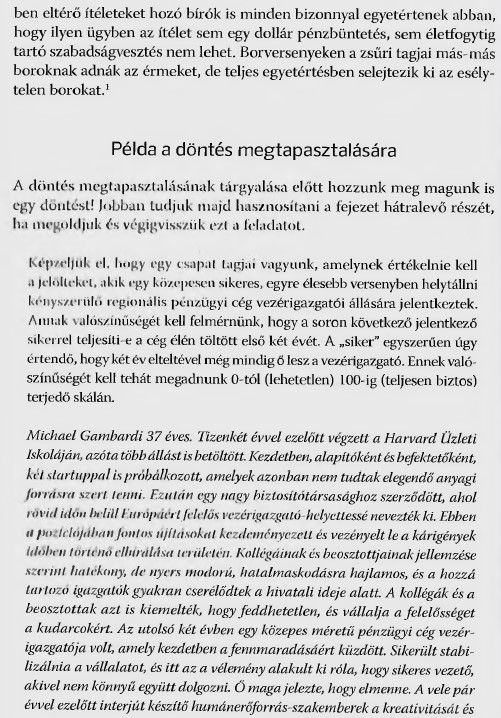 ben eltérő ítéleteket hozó bírók is minden bizonnyal egyetértenek abban,
hogy ilyen ügyben az ítélet sem egy dollár pénzbüntetés, sem életfogytig
tartó szabadságvesztés nem lehet. Borversenyeken a zsűri tagjai más-más
boroknak adnák az érmeket, de teljes egyetértésben selejtezik ki az esély-
telen borokat.¹
Példa a döntés megtapasztalására
A döntés megtapasztalásának tárgyalása előtt hozzunk meg magunk is
egy döntést! Jobban tudjuk majd hasznosítani a fejezet hátralevő részét,
ha megoldjuk és végigvisszük ezt a feladatot.
Képzeljük el, hogy egy csapat tagjai vagyunk, amelynek értékelnie kell
a jelölteket, akik egy közepesen sikeres, egyre élesebb versenyben helytállni
kényszerülő regionális pénzügyi cég vezérigazgatói állására jelentkeztek.
Annak valószínűségét kell felmérnünk, hogy a soron következő jelentkező
sikerrel teljesíti-e a cég élén töltött első két évét. A „siker” egyszerűen úgy
értendő, hogy két év elteltével még mindig ő lesz a vezérigazgató. Ennek való-
színűségét kell tehát megadnunk 0-tól (lehetetlen) 100-ig (teljesen biztos)
terjedő skálán.
Michael Gambardi 37 éves. Tizenkét évvel ezelőtt végzett a Harvard Üzleti
Iskoláján, azóta több állást is betöltött. Kezdetben, alapítóként és befektetőként,
két startuppal is próbálkozott, amelyek azonban nem tudtak elegendő anyagi
forrásra szert tenni. Ezután egy nagy biztosítótársasághoz szerződött, ahol
rövid időn belül Európáért felelős vezérigazgató-helyettessé nevezték ki. Ebben
a pozíciójában fontos újításokat kezdeményezett és vezényelt le a kárigények
időben történő elbírálása területén. Kollégáinak és beosztottjainak jellemzése
szerint hatékony, de nyers modorú, hatalmaskodásra hajlamos, és a hozzá
tartozó igazgatók gyakran cserélődtek a hivatali ideje alatt. A kollégák és a
beosztottak azt is kiemelték, hogy feddhetetlen, és vállalja a felelősséget
a kudarcokért. Az utolsó két évben egy közepes méretű pénzügyi cég vezér-
igazgatója volt, amely kezdetben a fennmaradásáért küzdött. Sikerült stabi-
lizálnia a vállalatot, és itt az a vélemény alakult ki róla, hogy sikeres vezető,
akivel nem könnyű együtt dolgozni. Ő maga jelezte, hogy elmenne. A vele pár
évvel ezelőtt interjút készítő humánerőforrás-szakemberek a kreativitását és